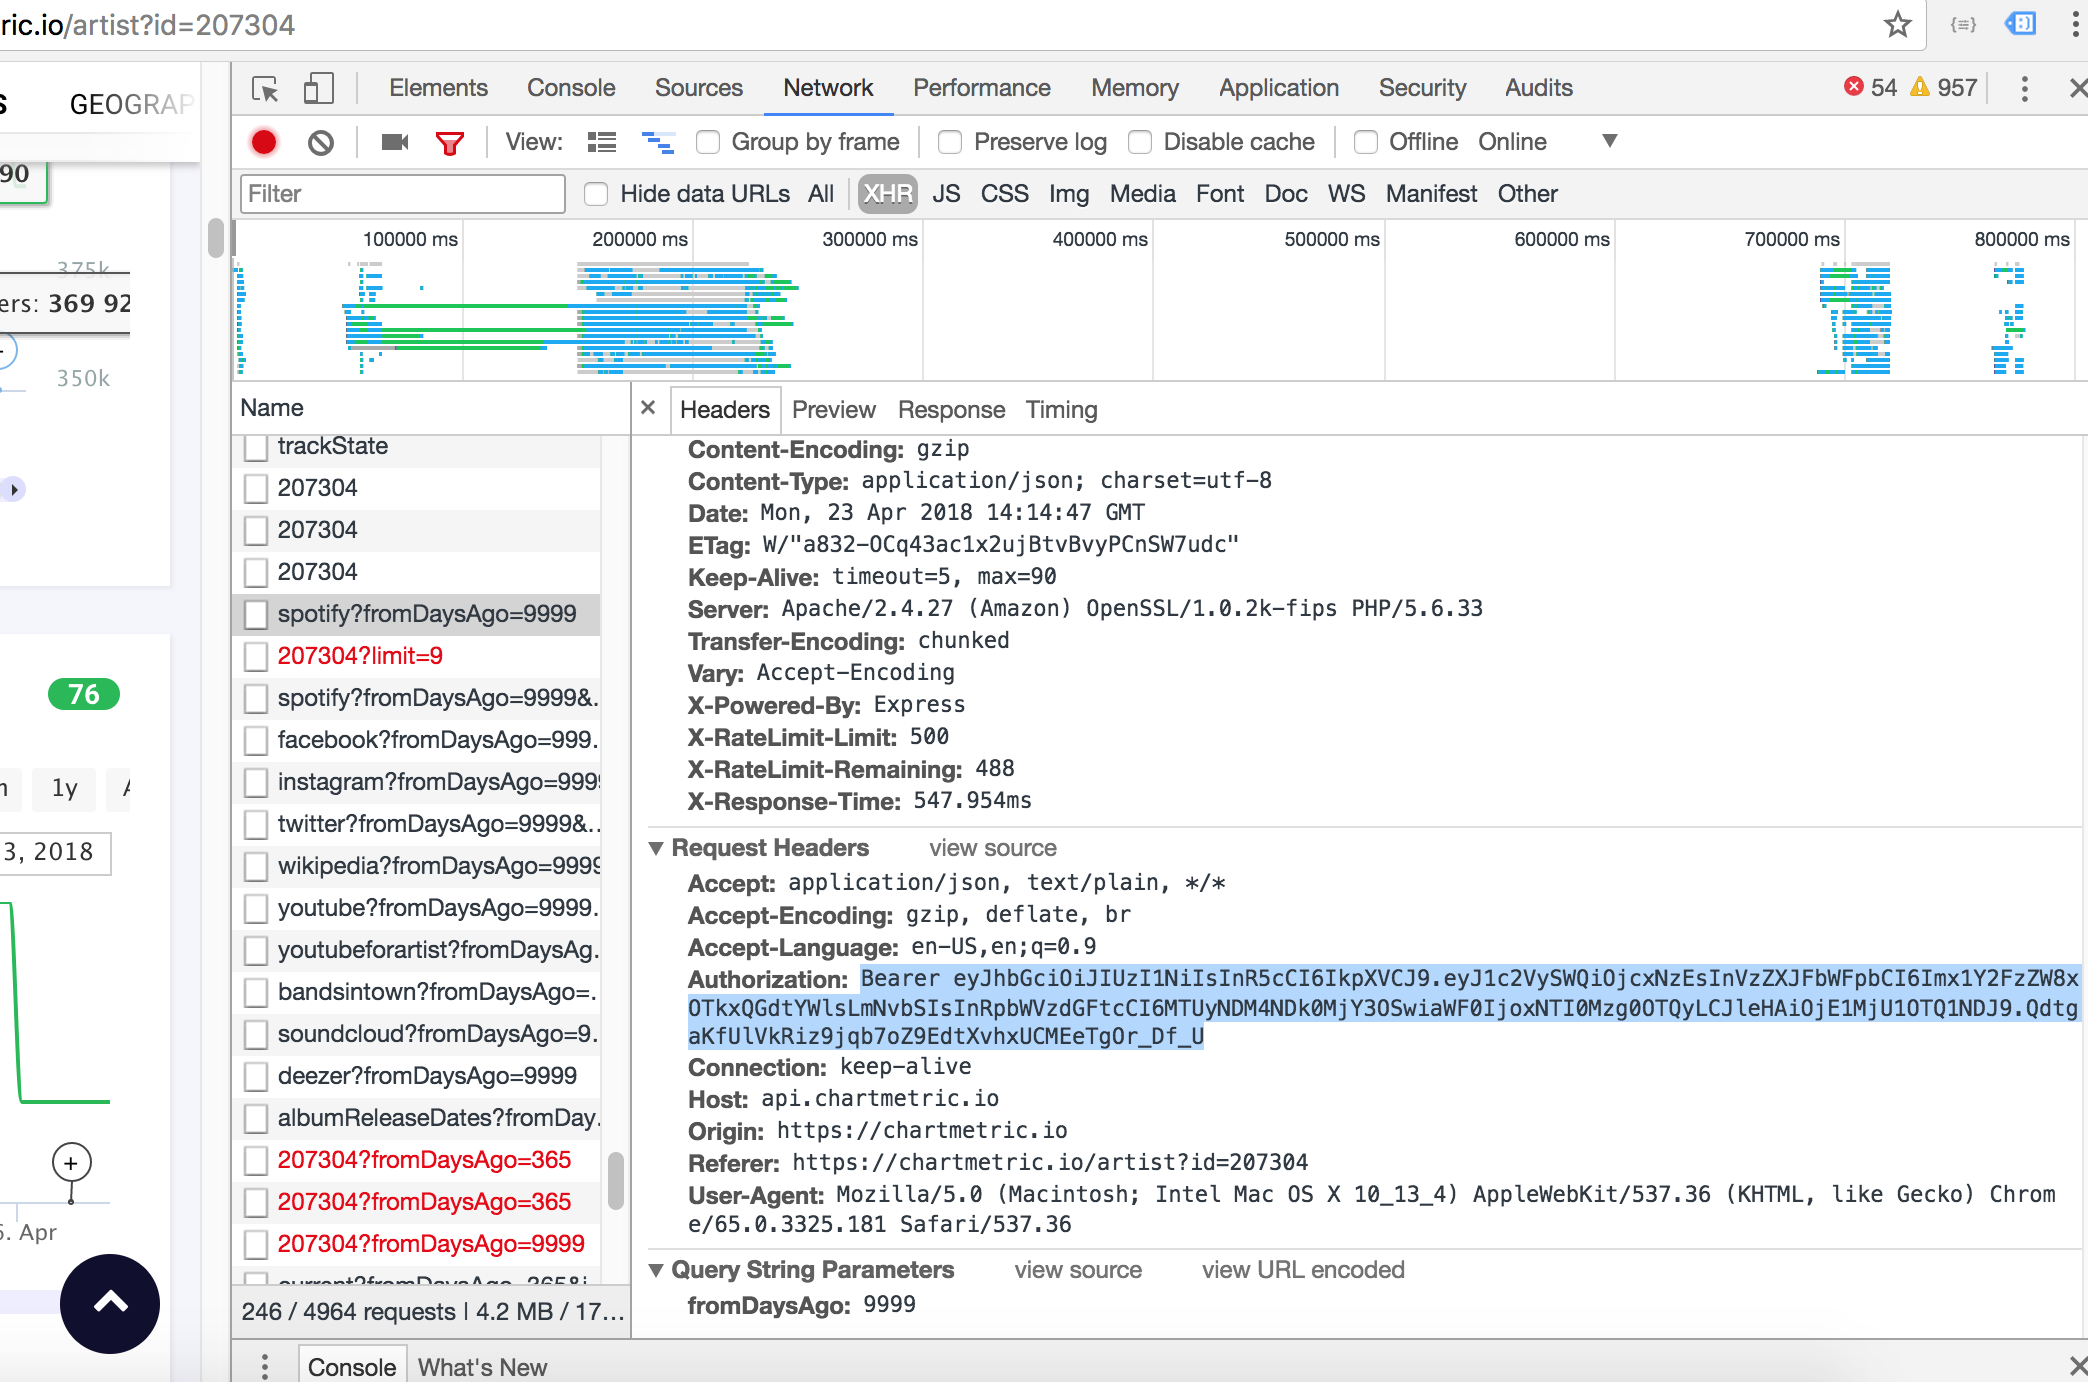 ric.io/artist?id=207304
S GEOGRAP
90
375k
ers: 369 92
350k
76
1y
3, 2018
Apr
Elements Console Sources Network Performance Memory Application Security Audits 54 957
View: Group by frame Preserve log Disable cache Offline Online
Filter Hide data URLs All XHR JS CSS Img Media Font Doc WS Manifest Other
100000 ms 200000 ms 300000 ms 400000 ms 500000 ms 600000 ms 700000 ms 800000 ms
Name
trackState
207304
207304
207304
spotify?fromDaysAgo=9999
207304?limit=9
spotify?fromDaysAgo=9999&.
facebook?fromDaysAgo=999.
instagram?fromDaysAgo=999
twitter?fromDaysAgo=9999&..
wikipedia?fromDaysAgo=9999
youtube?fromDaysAgo=9999.
youtubeforartist?fromDaysAg.
bandsintown?fromDaysAgo=.
soundcloud?fromDaysAgo=9.
deezer?fromDaysAgo=9999
albumReleaseDates?fromDay.
207304?fromDaysAgo=365
207304?fromDaysAgo=365
207304?fromDaysAgo=9999
246 / 4964 requests | 4.2 MB / 17...
× Headers Preview Response Timing
Content-Encoding: gzip
Content-Type: application/json; charset=utf-8
Date: Mon, 23 Apr 2018 14:14:47 GMT
ETag: W/"a832-OCq43ac1x2ujBtvBvyPCnSW7udc"
Keep-Alive: timeout=5, max=90
Server: Apache/2.4.27 (Amazon) OpenSSL/1.0.2k-fips PHP/5.6.33
Transfer-Encoding: chunked
Vary: Accept-Encoding
X-Powered-By: Express
X-RateLimit-Limit: 500
X-RateLimit-Remaining: 488
X-Response-Time: 547.954ms
Request Headers view source
Accept: application/json, text/plain, */*
Accept-Encoding: gzip, deflate, br
Accept-Language: en-US,en;q=0.9
Authorization: Bearer eyJhbGciOiJIUzI1NiIsInR5cCI6IkpXVCJ9.eyJ1c2VySWQiOjcxNzEsInVzZXJFbWFpbCI6Imx1Y2FzZW8x
OTkxQGdtYWlsLmNvbSIsInRpbWVzdGFtcCI6MTUyNDM4NDk0MjY3OSwiaWF0IjoxNTI0Mzg0OTQyLCJleHAiOjE1MjU1OTQ1NDJ9.Qdtg
aKfUlVkRiz9jqb7oZ9EdtXvhxUCMEeTgOr_Df_U
Connection: keep-alive
Host: api.chartmetric.io
Origin: https://chartmetric.io
Referer: https://chartmetric.io/artist?id=207304
User-Agent: Mozilla/5.0 (Macintosh; Intel Mac OS X 10_13_4) AppleWebKit/537.36 (KHTML, like Gecko) Chrom
e/65.0.3325.181 Safari/537.36
Query String Parameters view source view URL encoded
fromDaysAgo: 9999
Console What's New